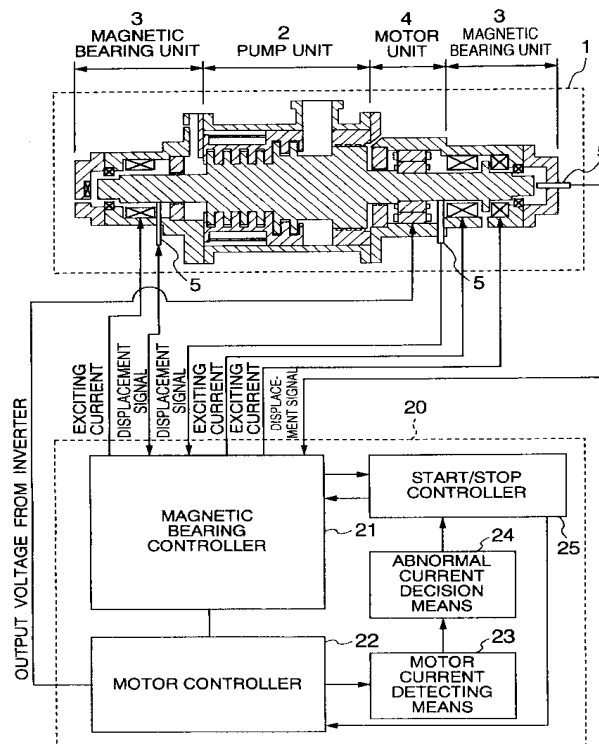 3
MAGNETIC
BEARING UNIT
2
PUMP UNIT
4
MOTOR
UNIT
3
MAGNETIC
BEARING UNIT
1
5
5
EXCITING
CURRENT
DISPLACEMENT
SIGNAL
DISPLACEMENT
SIGNAL
EXCITING
CURRENT
EXCITING
CURRENT
DISPLACE-
MENT SIGNAL
OUTPUT VOLTAGE FROM INVERTER
20
MAGNETIC
BEARING
CONTROLLER
21
START/STOP
CONTROLLER
25
24
ABNORMAL
CURRENT
DECISION
MEANS
22
MOTOR CONTROLLER
23
MOTOR
CURRENT
DETECTING
MEANS